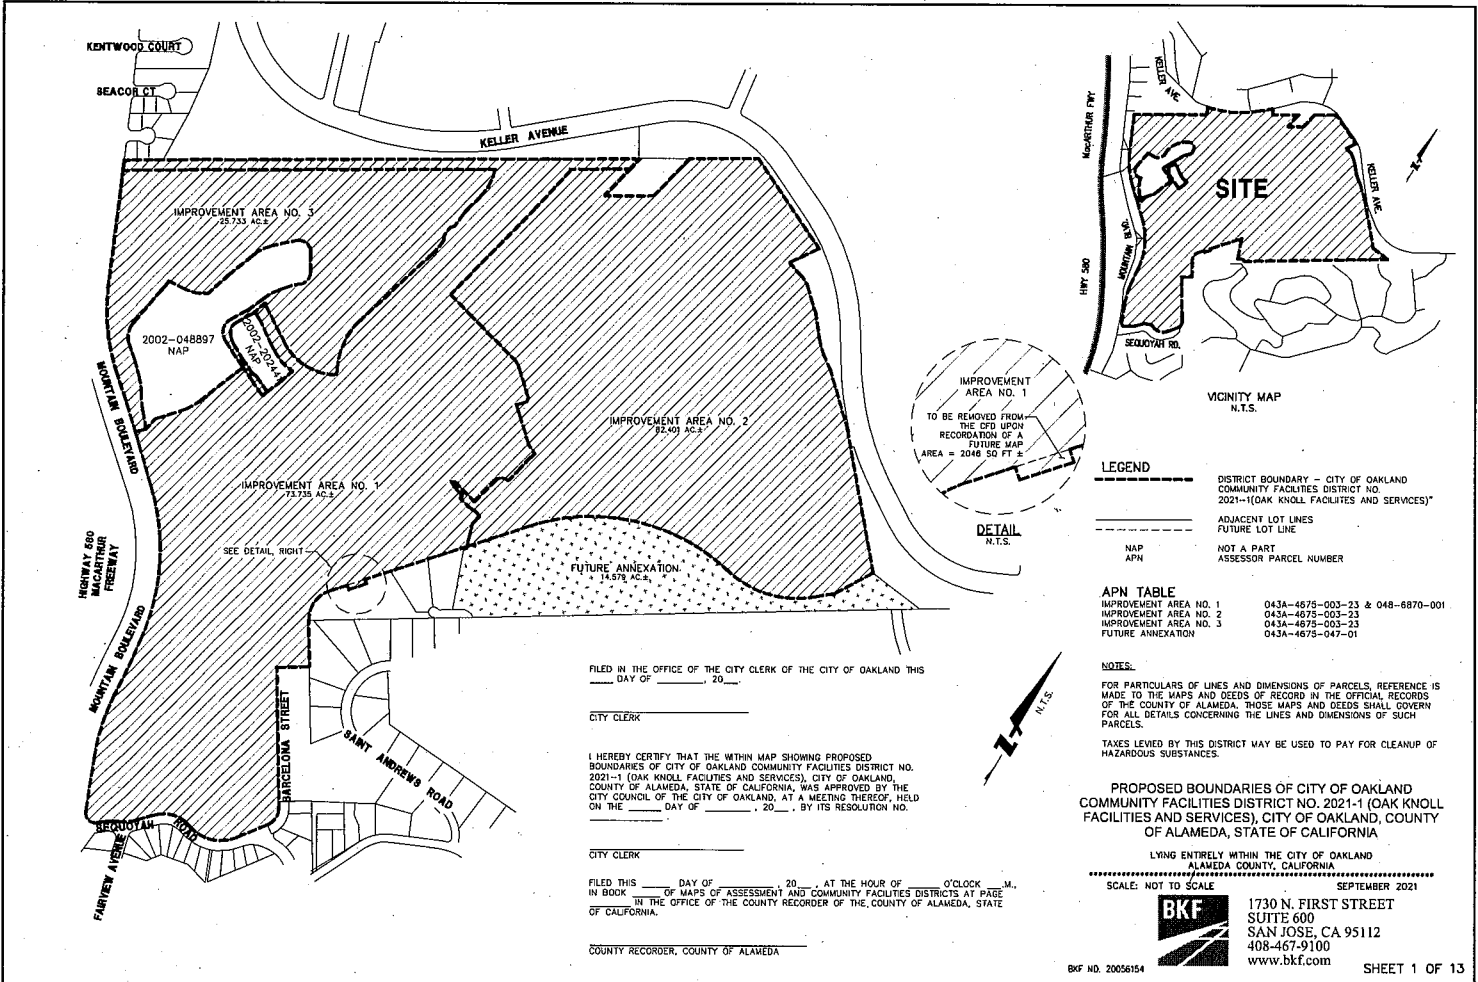 KENTWOOD COURT
SEACOR CT
KELLER AVENUE
IMPROVEMENT AREA NO. 3
25.733 AC.±
2002-048897
NAP
NAP
MOUNTAIN BOULEVARD
IMPROVEMENT AREA NO. 2
82.401 AC.±
IMPROVEMENT AREA NO. 1
73.735 AC.±
SEE DETAIL, RIGHT
HIGHWAY 580
MACARTHUR
FREEWAY
FUTURE ANNEXATION
14.579 AC.±
MOUNTAIN BOULEVARD
BARCELONA STREET
SAINT ANDREWS ROAD
SEQUOYAH ROAD
FAIRVIEW AVENUE
IMPROVEMENT
AREA NO. 1
TO BE REMOVED FROM
THE CFD UPON
RECORDATION OF A
FUTURE MAP
AREA = 2046 SQ FT ±
DETAIL
N.T.S.
MacARTHUR FWY
KELLER AVE.
SITE
KELLER AVE.
MOUNTAIN BLVD.
HWY 580
SEQUOYAH RD.
VICINITY MAP
N.T.S.
LEGEND
DISTRICT BOUNDARY - CITY OF OAKLAND
COMMUNITY FACILITIES DISTRICT NO.
2021-1(OAK KNOLL FACILIITES AND SERVICES)"
ADJACENT LOT LINES
FUTURE LOT LINE
NAP NOT A PART
APN ASSESSOR PARCEL NUMBER
APN TABLE
IMPROVEMENT AREA NO. 1 043A-4675-003-23 & 048-6870-001
IMPROVEMENT AREA NO. 2 043A-4675-003-23
IMPROVEMENT AREA NO. 3 043A-4675-003-23
FUTURE ANNEXATION 043A-4675-047-01
NOTES:
FOR PARTICULARS OF LINES AND DIMENSIONS OF PARCELS, REFERENCE IS
MADE TO THE MAPS AND DEEDS OF RECORD IN THE OFFICIAL RECORDS
OF THE COUNTY OF ALAMEDA. THOSE MAPS AND DEEDS SHALL GOVERN
FOR ALL DETAILS CONCERNING THE LINES AND DIMENSIONS OF SUCH
PARCELS.
TAXES LEVIED BY THIS DISTRICT MAY BE USED TO PAY FOR CLEANUP OF
HAZARDOUS SUBSTANCES.
N.T.S.
FILED IN THE OFFICE OF THE CITY CLERK OF THE CITY OF OAKLAND THIS
____ DAY OF ________, 20___.
CITY CLERK
I HEREBY CERTIFY THAT THE WITHIN MAP SHOWING PROPOSED
BOUNDARIES OF CITY OF OAKLAND COMMUNITY FACILITIES DISTRICT NO.
2021-1 (OAK KNOLL FACILITIES AND SERVICES), CITY OF OAKLAND,
COUNTY OF ALAMEDA, STATE OF CALIFORNIA, WAS APPROVED BY THE
CITY COUNCIL OF THE CITY OF OAKLAND, AT A MEETING THEREOF, HELD
ON THE _____ DAY OF ________, 20___, BY ITS RESOLUTION NO.
__________.
CITY CLERK
FILED THIS _____ DAY OF ________, 20___, AT THE HOUR OF _____ O'CLOCK ___.M.,
IN BOOK _____ OF MAPS OF ASSESSMENT AND COMMUNITY FACILITIES DISTRICTS AT PAGE
______ IN THE OFFICE OF THE COUNTY RECORDER OF THE COUNTY OF ALAMEDA, STATE
OF CALIFORNIA.
COUNTY RECORDER, COUNTY OF ALAMEDA
PROPOSED BOUNDARIES OF CITY OF OAKLAND
COMMUNITY FACILITIES DISTRICT NO. 2021-1 (OAK KNOLL
FACILITIES AND SERVICES), CITY OF OAKLAND, COUNTY
OF ALAMEDA, STATE OF CALIFORNIA
LYING ENTIRELY WITHIN THE CITY OF OAKLAND
ALAMEDA COUNTY, CALIFORNIA
SCALE: NOT TO SCALE SEPTEMBER 2021
BKF
1730 N. FIRST STREET
SUITE 600
SAN JOSE, CA 95112
408-467-9100
www.bkf.com
BKF NO. 20056154
SHEET 1 OF 13